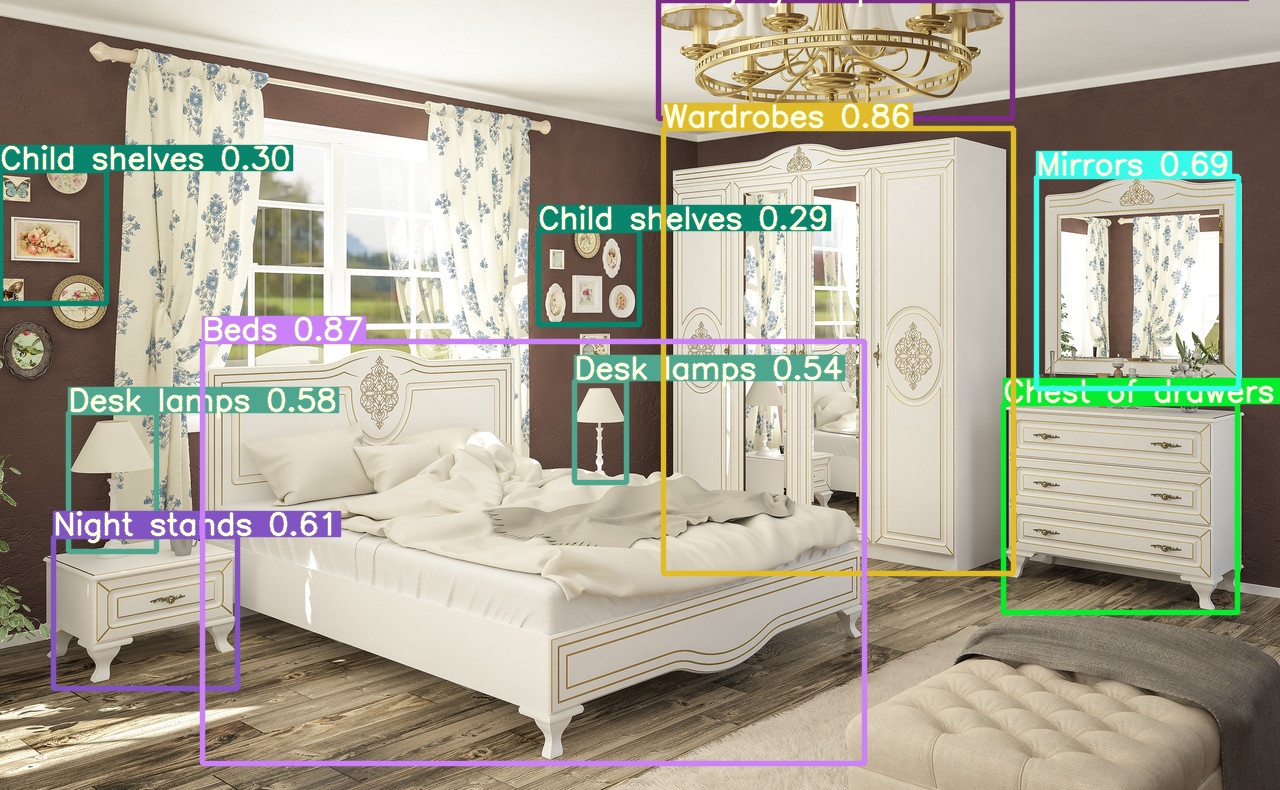 Wardrobes 0.86
Child shelves 0.30
Mirrors 0.69
Child shelves 0.29
Beds 0.87
Desk lamps 0.54
Desk lamps 0.58
Chest of drawers
Night stands 0.61